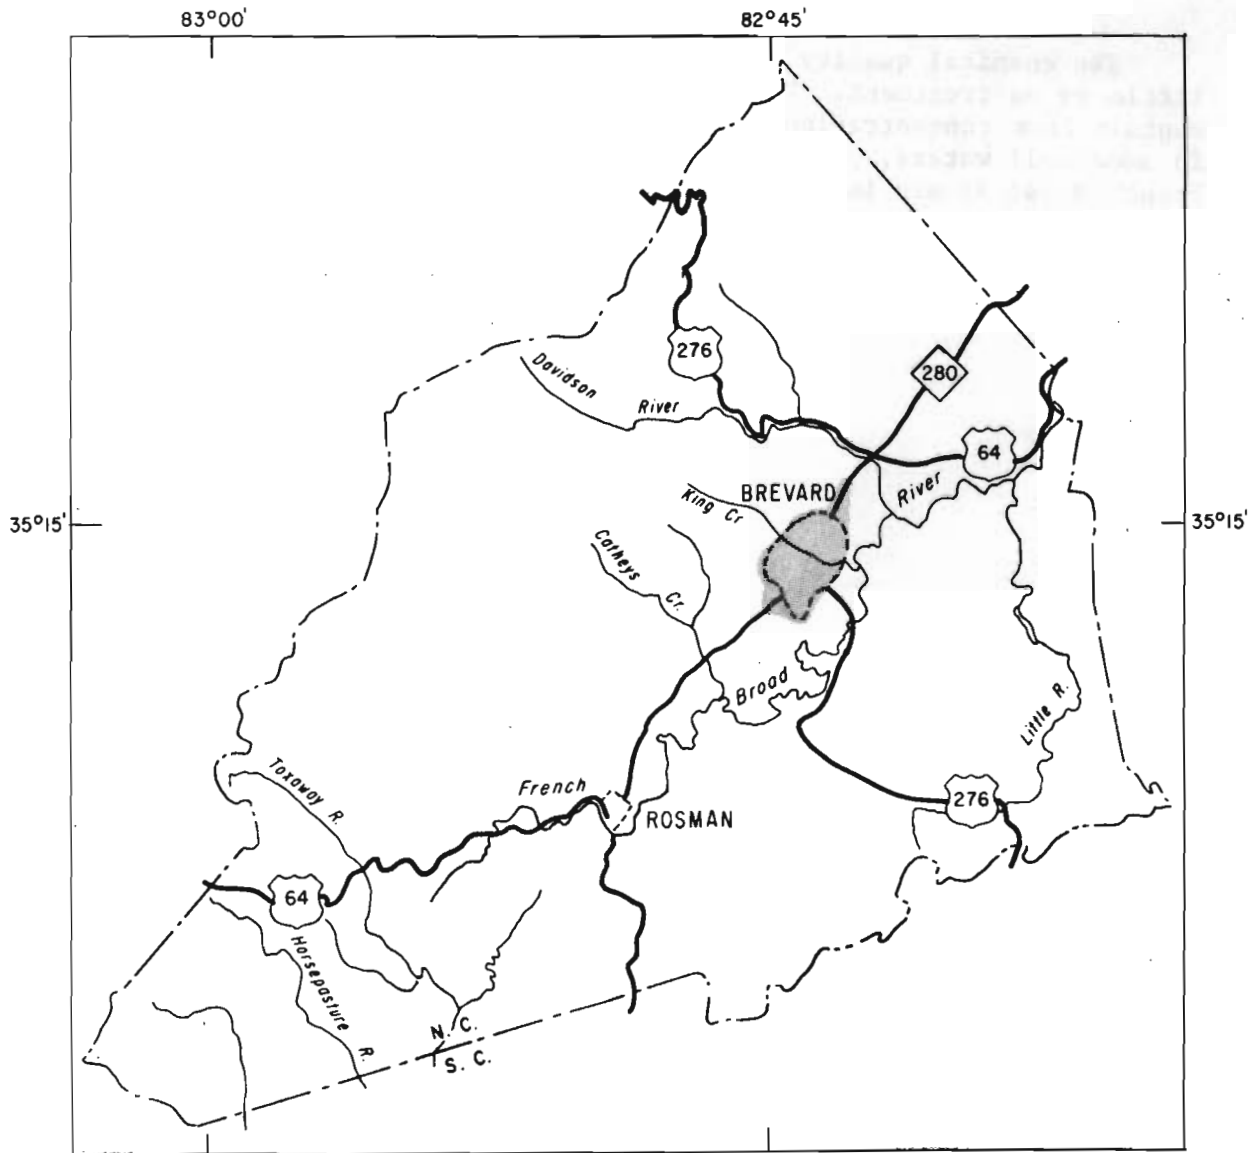 83°00'
82°45'
276
Davidson
River
280
64
BREVARD
River
King Cr
35°15'
35°15'
Catheys
Cr.
Broad
Little R.
Toxaway R.
French
276
ROSMAN
64
Horsepasture
R.
N. C.
S. C.